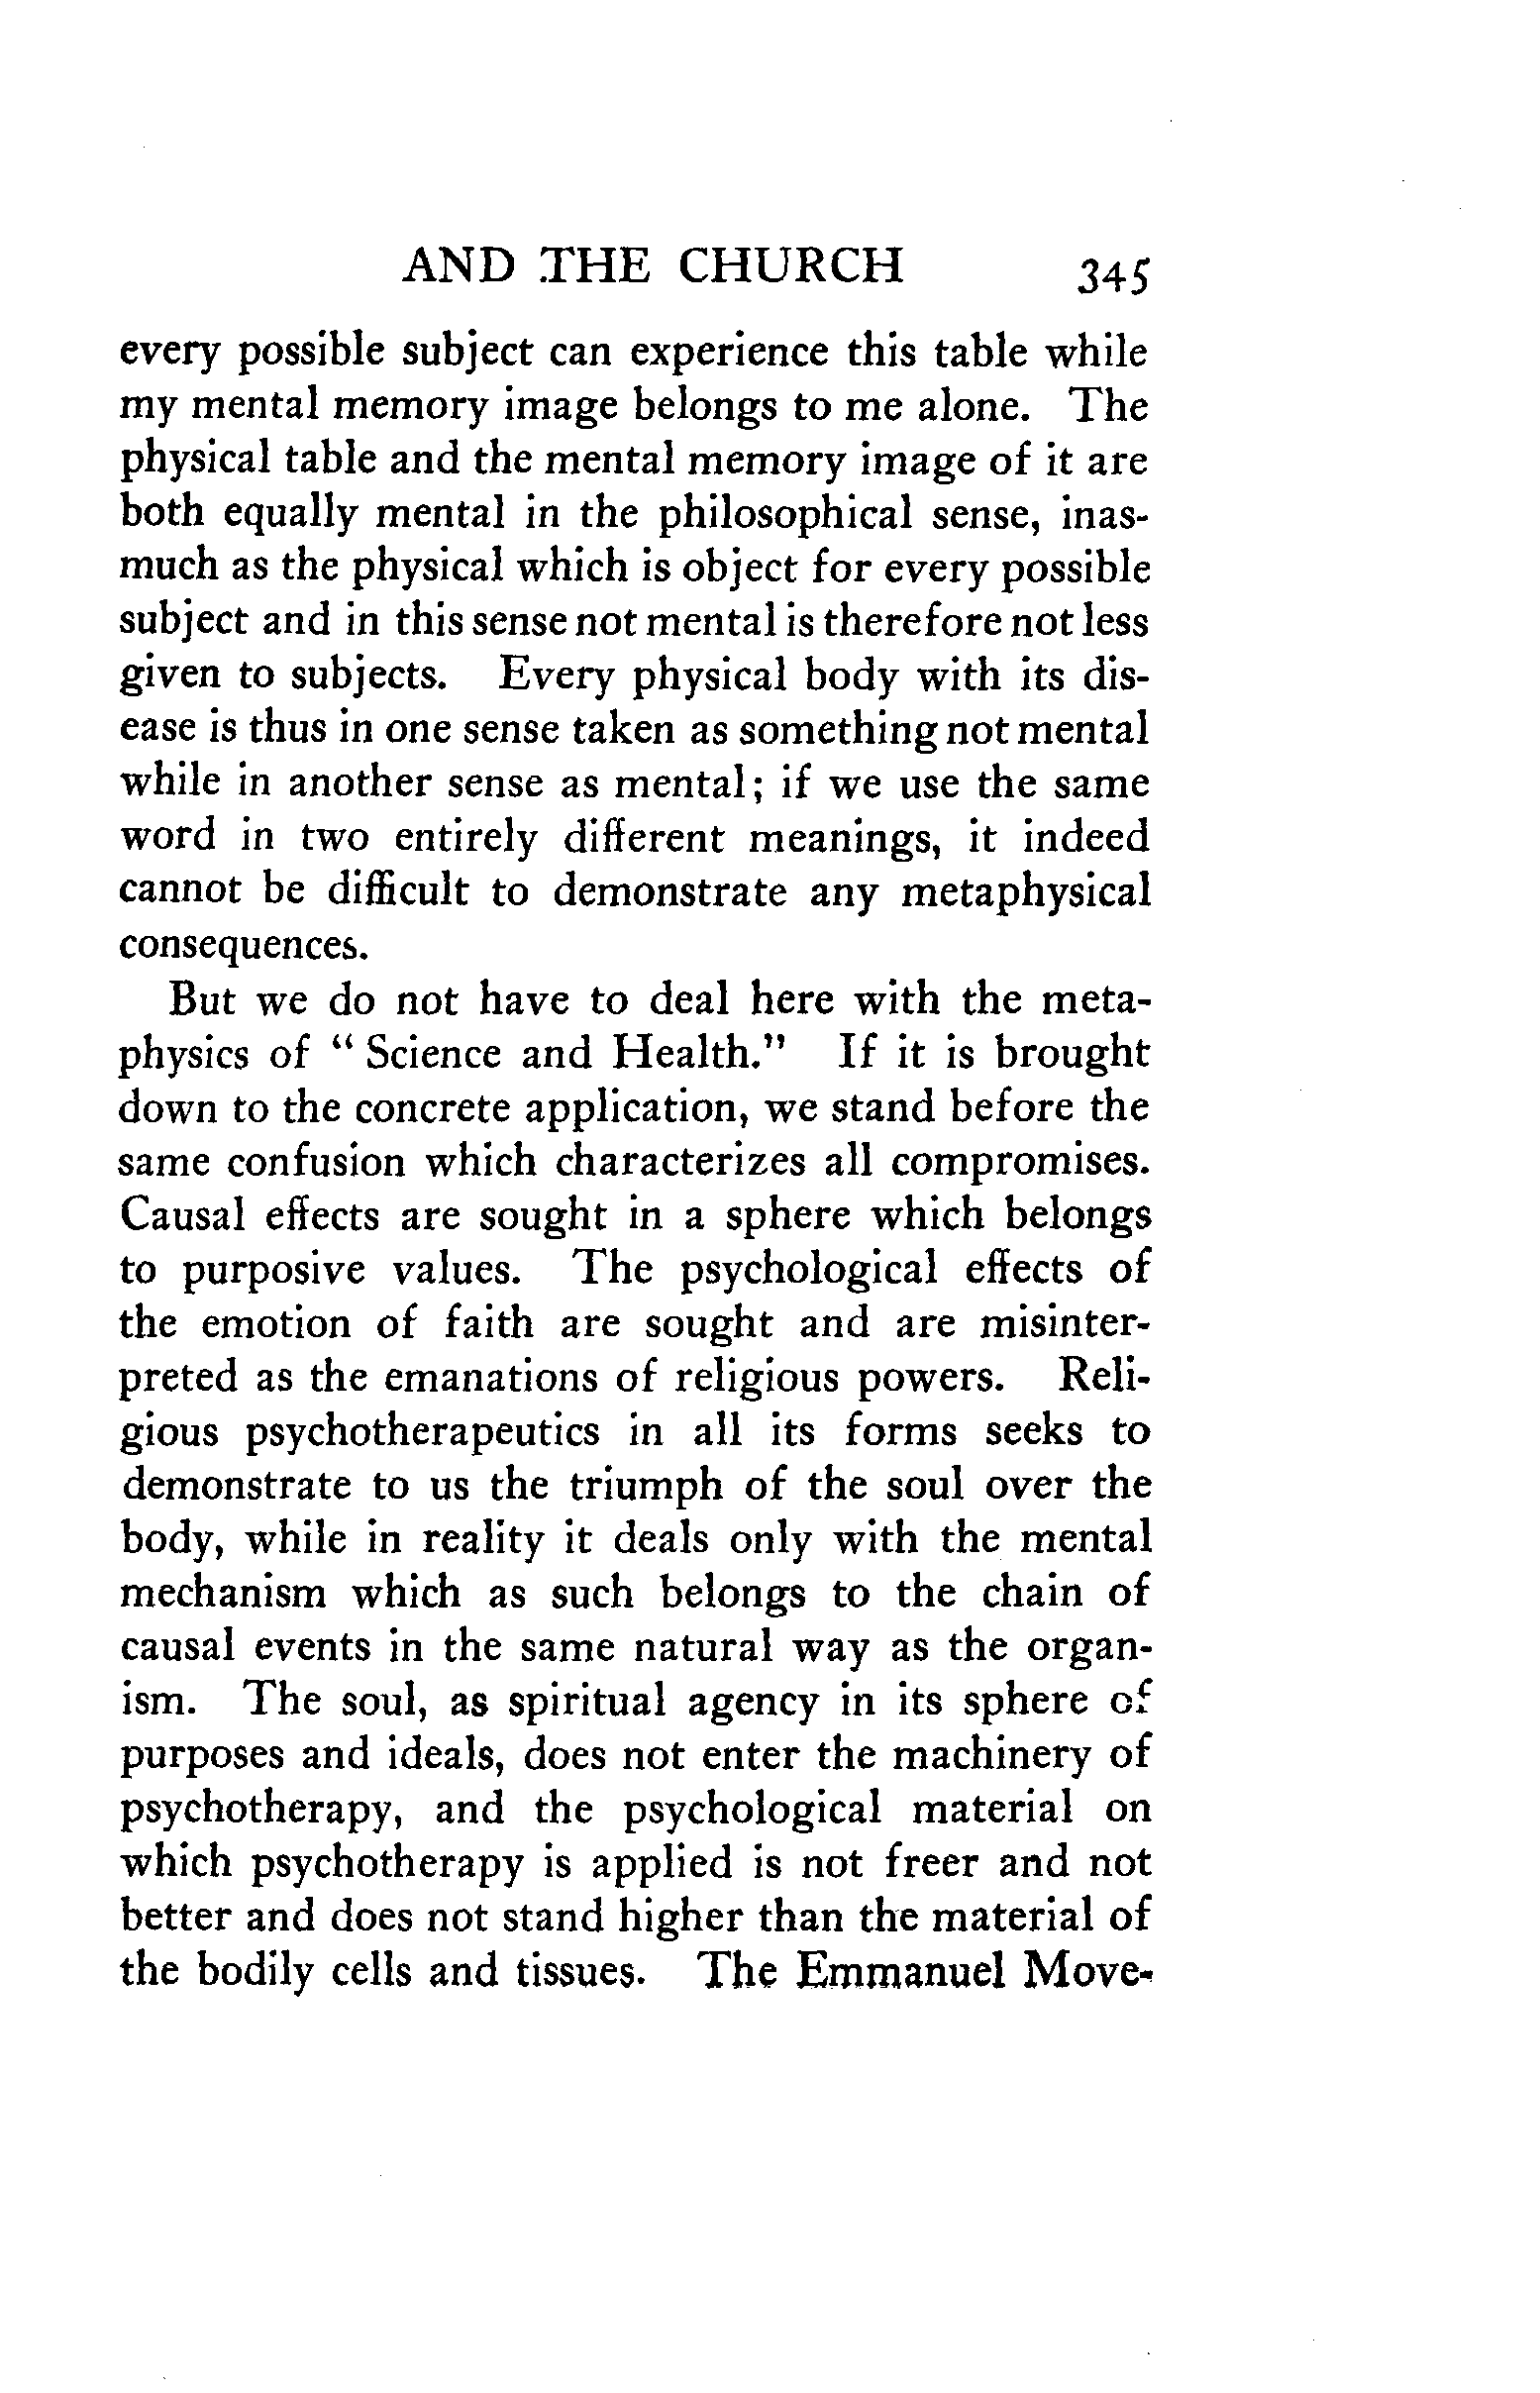 AND THE CHURCH 345
every possible subject can experience this table while
my mental memory image belongs to me alone. The
physical table and the mental memory image of it are
both equally mental in the philosophical sense, inas-
much as the physical which is object for every possible
subject and in this sense not mental is therefore not less
given to subjects. Every physical body with its dis-
ease is thus in one sense taken as something not mental
while in another sense as mental; if we use the same
word in two entirely different meanings, it indeed
cannot be difficult to demonstrate any metaphysical
consequences.
But we do not have to deal here with the meta-
physics of "Science and Health." If it is brought
down to the concrete application, we stand before the
same confusion which characterizes all compromises.
Causal effects are sought in a sphere which belongs
to purposive values. The psychological effects of
the emotion of faith are sought and are misinter-
preted as the emanations of religious powers. Reli-
gious psychotherapeutics in all its forms seeks to
demonstrate to us the triumph of the soul over the
body, while in reality it deals only with the mental
mechanism which as such belongs to the chain of
causal events in the same natural way as the organ-
ism. The soul, as spiritual agency in its sphere of
purposes and ideals, does not enter the machinery of
psychotherapy, and the psychological material on
which psychotherapy is applied is not freer and not
better and does not stand higher than the material of
the bodily cells and tissues. The Emmanuel Move-